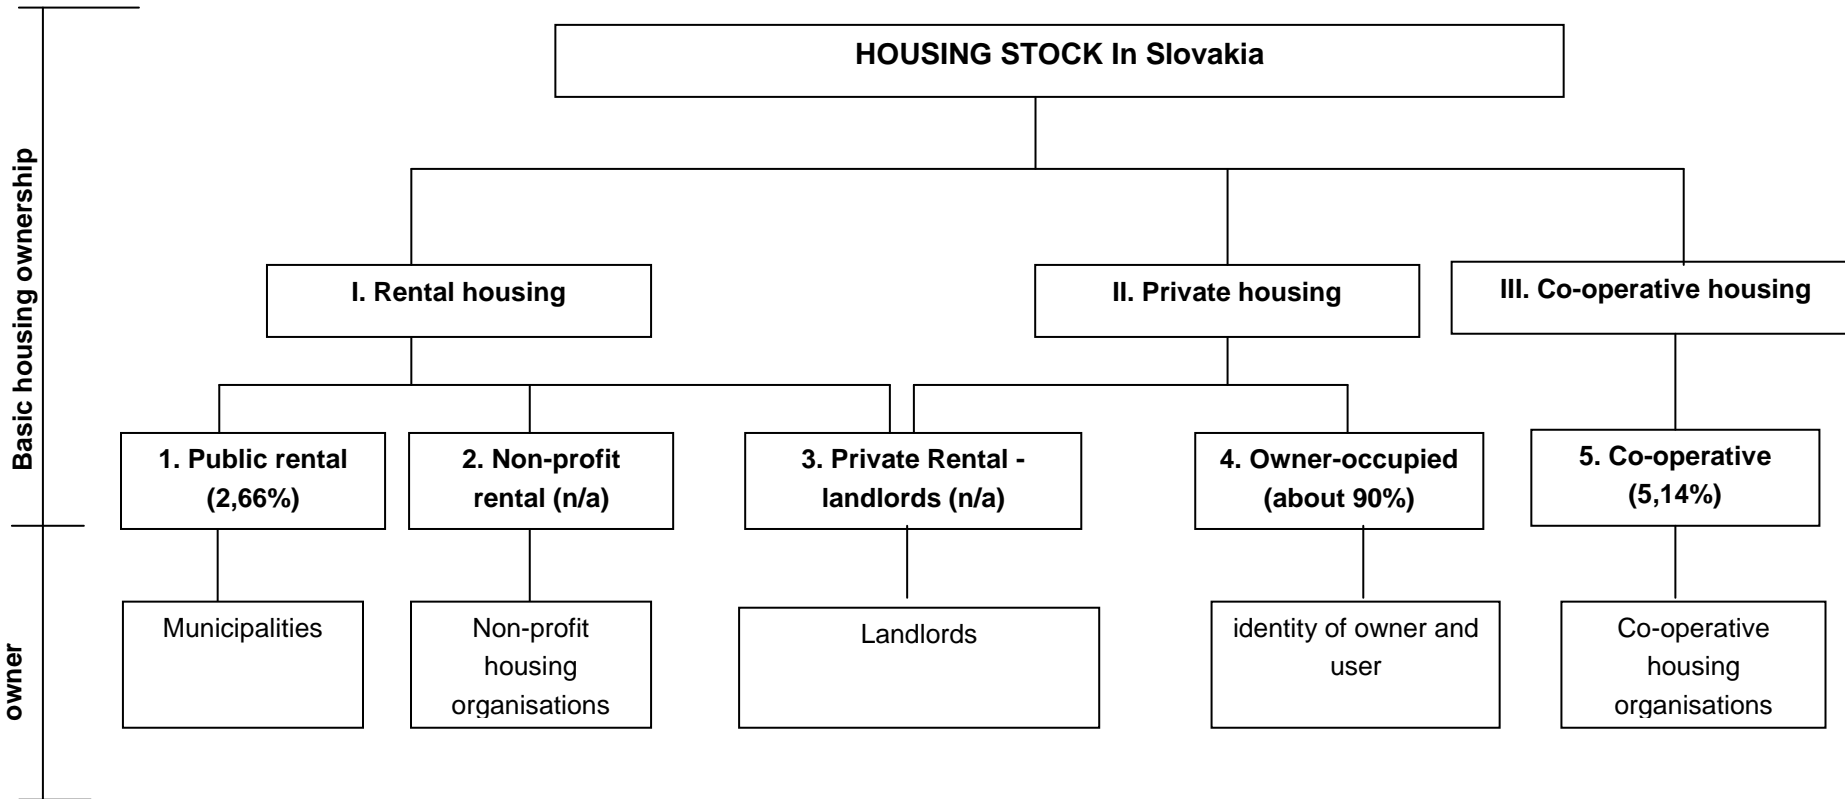 HOUSING STOCK In Slovakia
Basic housing ownership
I. Rental housing
II. Private housing
III. Co-operative housing
1. Public rental
(2,66%)
2. Non-profit
rental (n/a)
3. Private Rental -
landlords (n/a)
4. Owner-occupied
(about 90%)
5. Co-operative
(5,14%)
owner
Municipalities
Non-profit
housing
organisations
Landlords
identity of owner and
user
Co-operative
housing
organisations